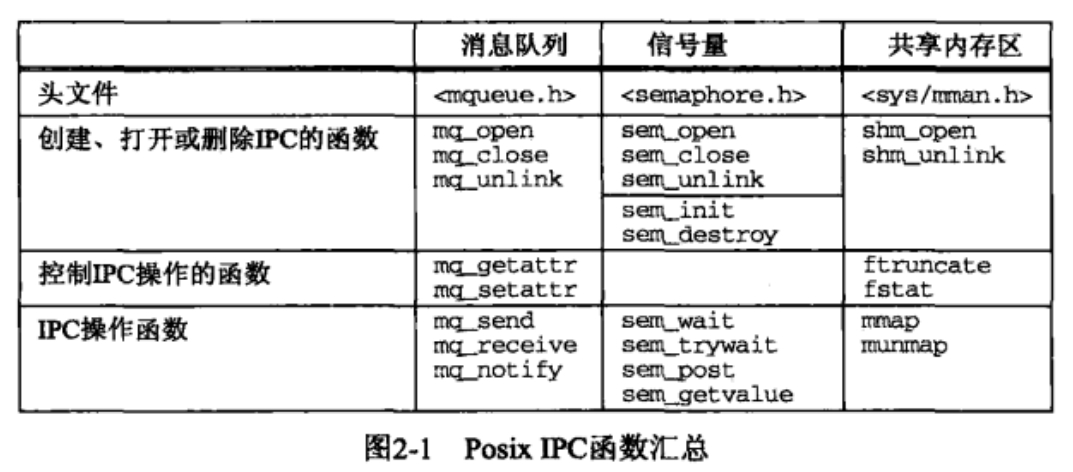 消息队列 信号量 共享内存区
头文件 <mqueue.h> <semaphore.h> <sys/mman.h>
创建、打开或删除IPC的函数 mq_open sem_open shm_open
mq_close sem_close shm_unlink
mq_unlink sem_unlink
sem_init
sem_destroy
控制IPC操作的函数 mq_getattr ftruncate
mq_setattr fstat
IPC操作函数 mq_send sem_wait mmap
mq_receive sem_trywait munmap
mq_notify sem_post
sem_getvalue
图2-1 Posix IPC函数汇总